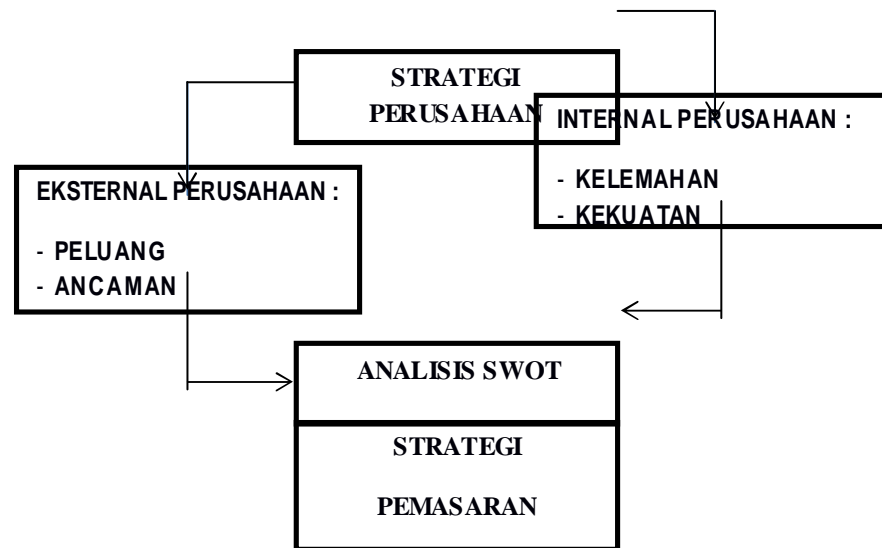 STRATEGI
PERUSAHAAN
INTERNAL PERUSAHAAN :
- KELEMAHAN
- KEKUATAN
EKSTERNAL PERUSAHAAN :
- PELUANG
- ANCAMAN
ANALISIS SWOT
STRATEGI
PEMASARAN